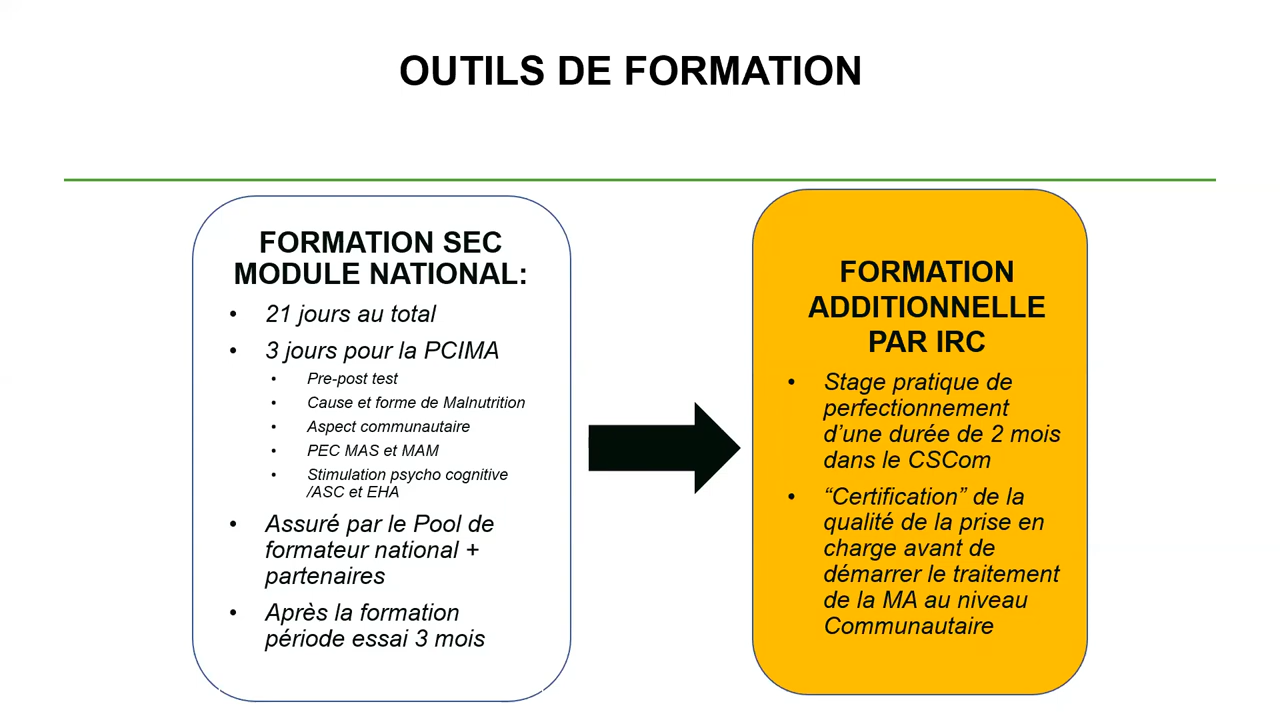 OUTILS DE FORMATION
FORMATION SEC
MODULE NATIONAL:
• 21 jours au total
• 3 jours pour la PCIMA
• Pre-post test
• Cause et forme de Malnutrition
• Aspect communautaire
• PEC MAS et MAM
• Stimulation psycho cognitive
/ASC et EHA
• Assuré par le Pool de
formateur national +
partenaires
• Après la formation
période essai 3 mois
FORMATION
ADDITIONNELLE
PAR IRC
• Stage pratique de
perfectionnement
d’une durée de 2 mois
dans le CSCom
• “Certification” de la
qualité de la prise en
charge avant de
démarrer le traitement
de la MA au niveau
Communautaire